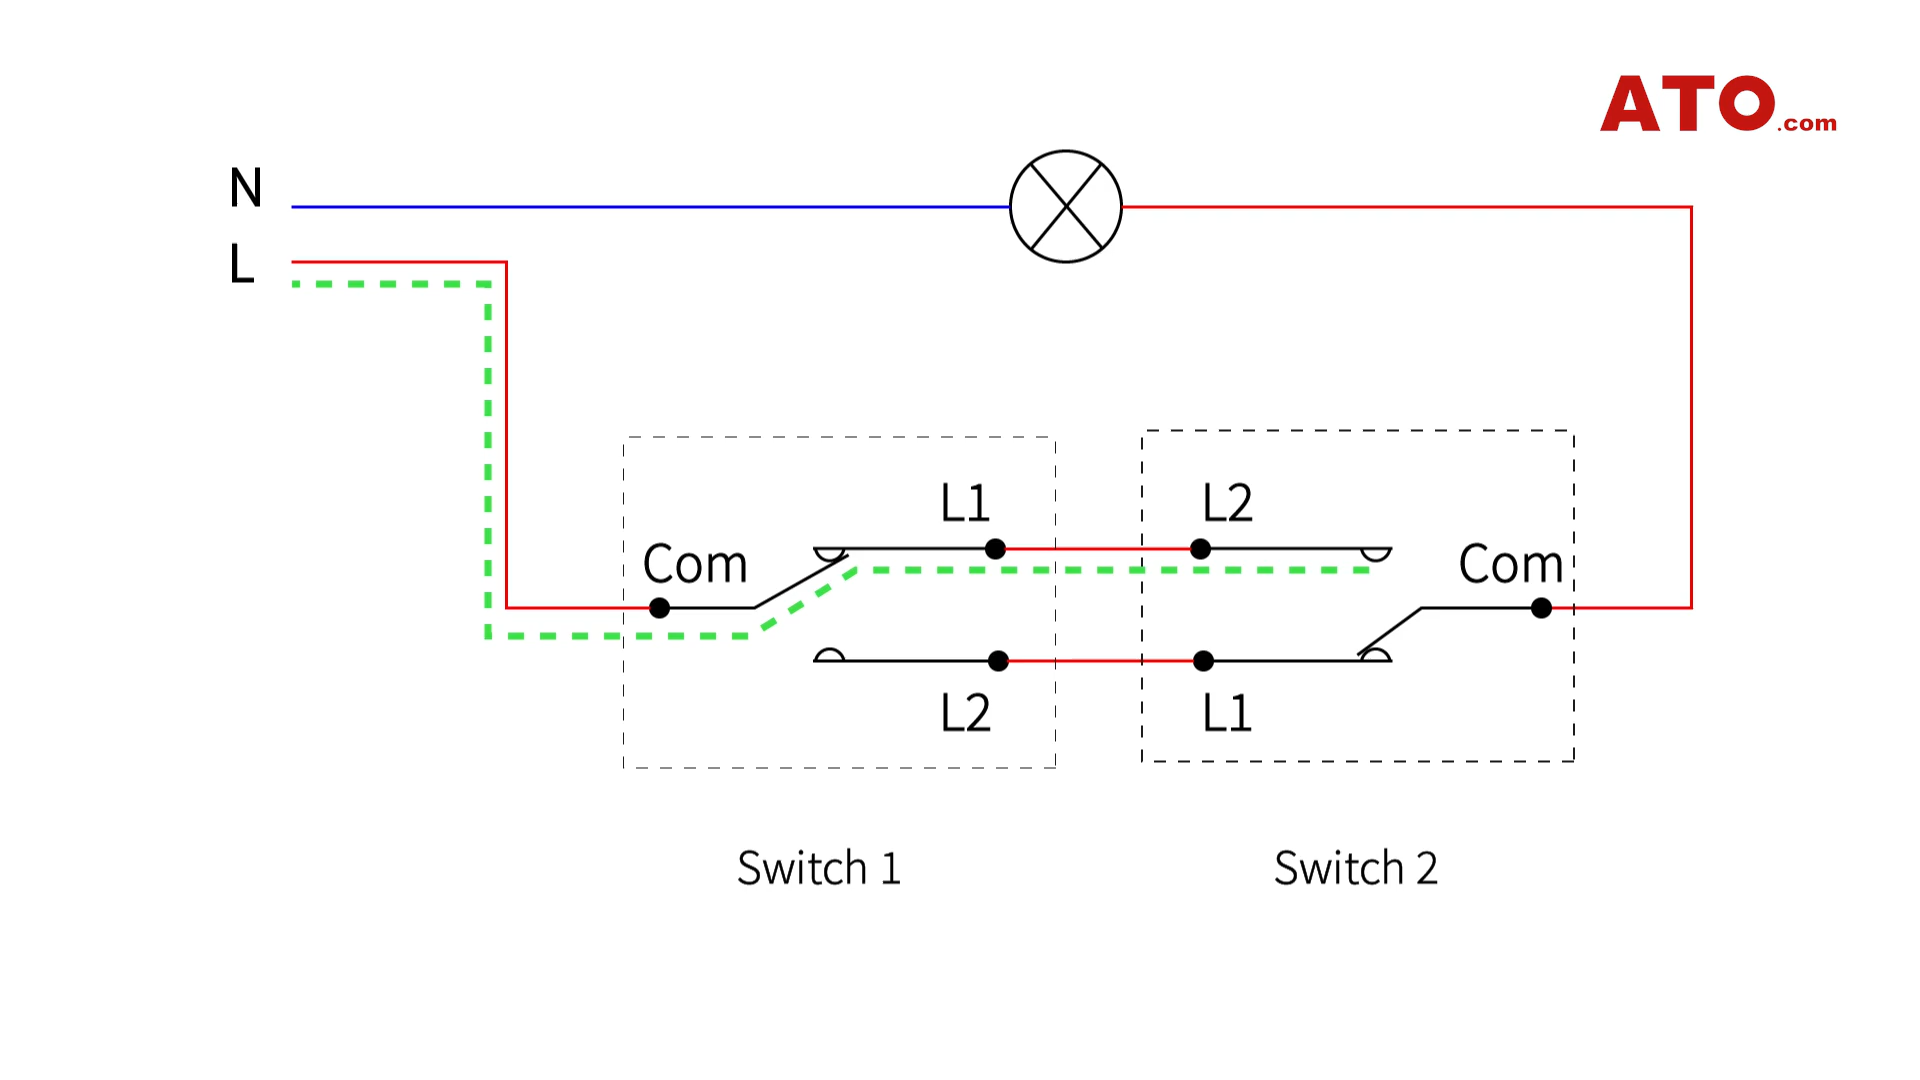 ATO.com
N
L
L1
L2
Com
Com
L2
L1
Switch 1
Switch 2